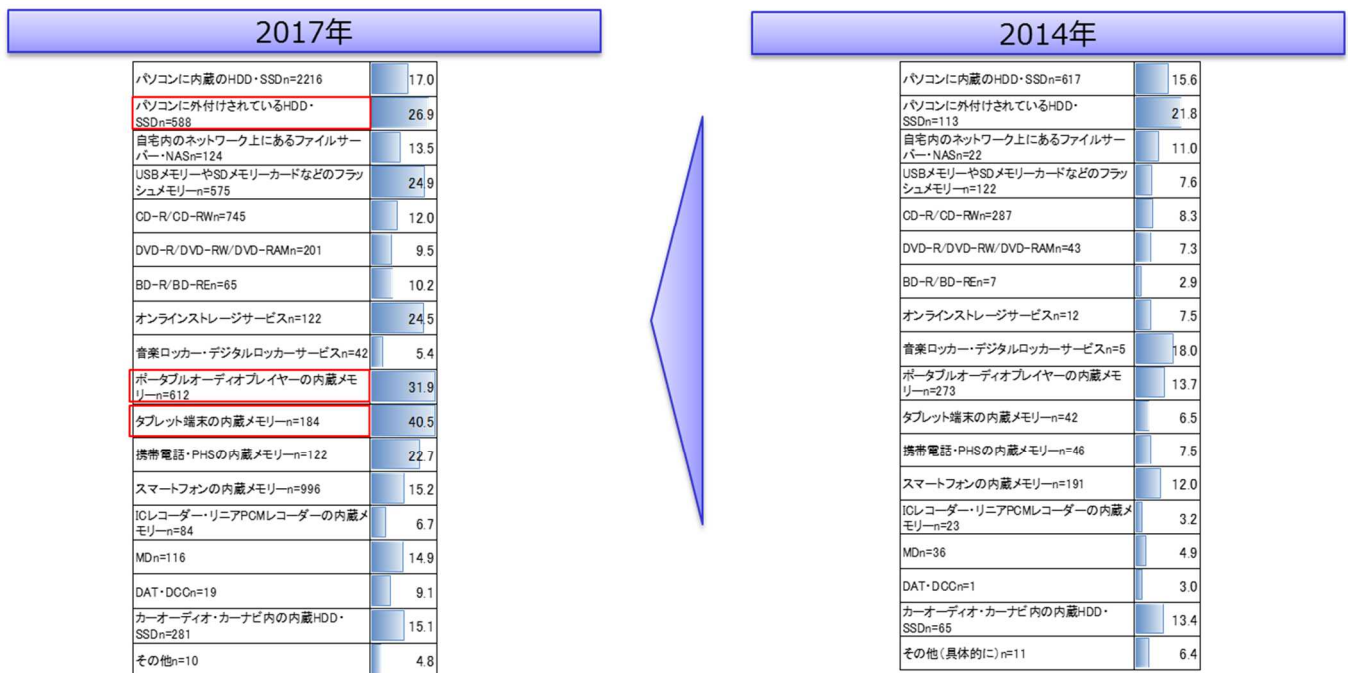 2017年
パソコンに内蔵のHDD・SSDn=2216 17.0
パソコンに外付けされているHDD・
SSDn=588 26.9
自宅内のネットワーク上にあるファイルサー
バー・NASn=124 13.5
USBメモリーやSDメモリーカードなどのフラッ
シュメモリーn=575 24.9
CD-R/CD-RWn=745 12.0
DVD-R/DVD-RW/DVD-RAMn=201 9.5
BD-R/BD-REn=65 10.2
オンラインストレージサービスn=122 24.5
音楽ロッカー・デジタルロッカーサービスn=42 5.4
ポータブルオーディオプレイヤーの内蔵メモ
リーn=612 31.9
タブレット端末の内蔵メモリーn=184 40.5
携帯電話・PHSの内蔵メモリーn=122 22.7
スマートフォンの内蔵メモリーn=996 15.2
ICレコーダー・リニアPCMレコーダーの内蔵メ
モリーn=84 6.7
MDn=116 14.9
DAT・DCCn=19 9.1
カーオーディオ・カーナビ内の内蔵HDD・
SSDn=281 15.1
その他n=10 4.8
2014年
パソコンに内蔵のHDD・SSDn=617 15.6
パソコンに外付けされているHDD・
SSDn=113 21.8
自宅内のネットワーク上にあるファイルサー
バー・NASn=22 11.0
USBメモリーやSDメモリーカードなどのフラッ
シュメモリーn=122 7.6
CD-R/CD-RWn=287 8.3
DVD-R/DVD-RW/DVD-RAMn=43 7.3
BD-R/BD-REn=7 2.9
オンラインストレージサービスn=12 7.5
音楽ロッカー・デジタルロッカーサービスn=5 18.0
ポータブルオーディオプレイヤーの内蔵メモ
リーn=273 13.7
タブレット端末の内蔵メモリーn=42 6.5
携帯電話・PHSの内蔵メモリーn=46 7.5
スマートフォンの内蔵メモリーn=191 12.0
ICレコーダー・リニアPCMレコーダーの内蔵メ
モリーn=23 3.2
MDn=36 4.9
DAT・DCCn=1 3.0
カーオーディオ・カーナビ内の内蔵HDD・
SSDn=65 13.4
その他(具体的に)n=11 6.4